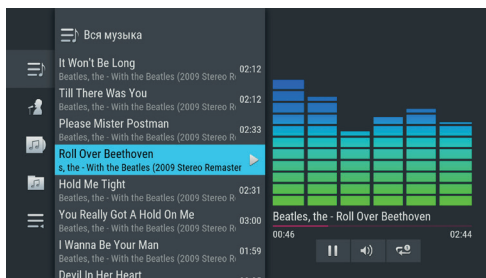 Вся музыка
It Won't Be Long
02:12
Beatles, the - With the Beatles (2009 Stereo R
Till There Was You
02:12
Beatles, the - With the Beatles (2009 Stereo R
Please Mister Postman
02:33
Beatles, the - With the Beatles (2009 Stereo R
Roll Over Beethoven
s, the - With the Beatles (2009 Stereo Remaster
Hold Me Tight
02:31
Beatles, the - With the Beatles (2009 Stereo R
You Really Got A Hold On Me
03:00
Beatles, the - With the Beatles (2009 Stereo R
I Wanna Be Your Man
01:59
Beatles, the - With the Beatles (2009 Stereo R
Devil In Her Heart
Beatles, the - Roll Over Beethoven
00:46
02:44